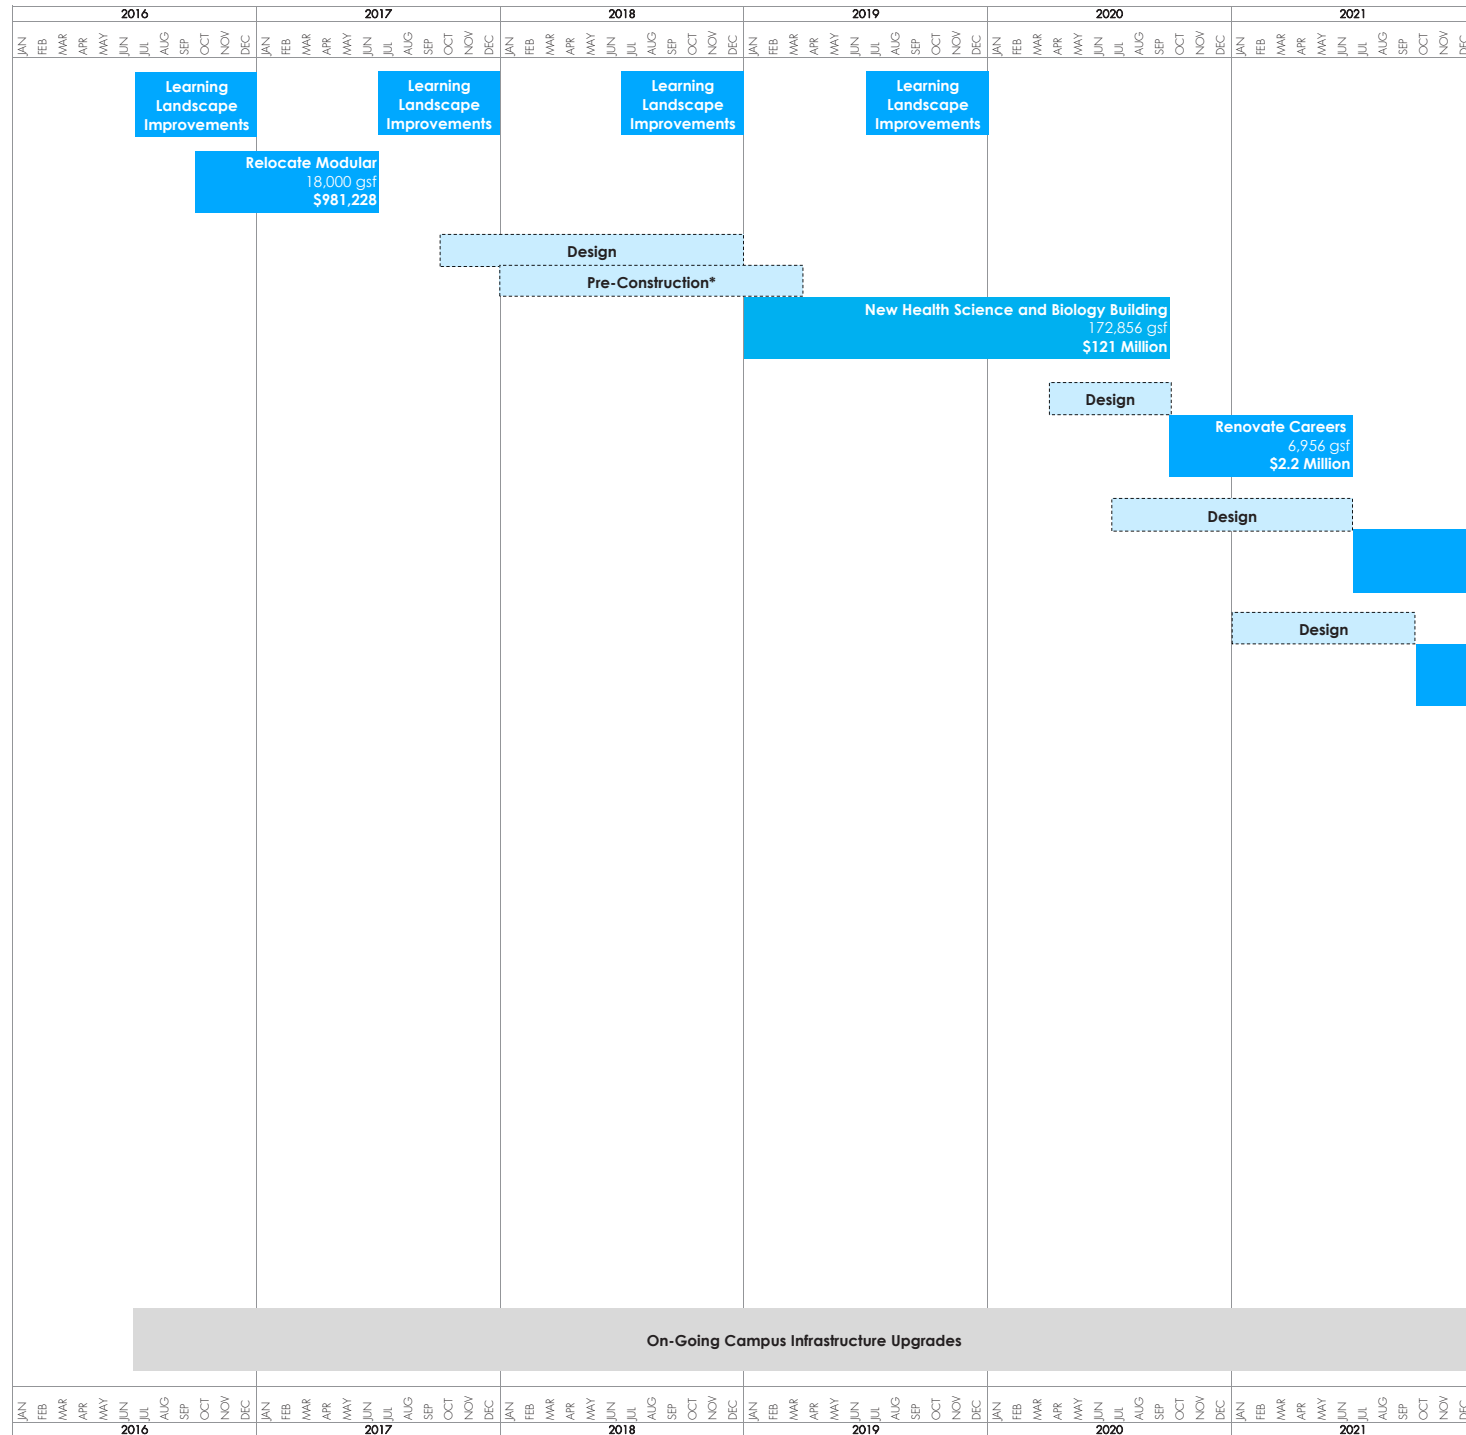 2016 2017 2018 2019 2020 2021
JAN FEB MAR APR MAY JUN JUL AUG SEP OCT NOV DEC JAN FEB MAR APR MAY JUN JUL AUG SEP OCT NOV DEC JAN FEB MAR APR MAY JUN JUL AUG SEP OCT NOV DEC JAN FEB MAR APR MAY JUN JUL AUG SEP OCT NOV DEC JAN FEB MAR APR MAY JUN JUL AUG SEP OCT NOV DEC JAN FEB MAR APR MAY JUN JUL AUG SEP OCT NOV DEC
Learning
Landscape
Improvements
Learning
Landscape
Improvements
Learning
Landscape
Improvements
Learning
Landscape
Improvements
Relocate Modular
18,000 gsf
$981,228
Design
Pre-Construction*
New Health Science and Biology Building
172,856 gsf
$121 Million
Design
Renovate Careers
6,956 gsf
$2.2 Million
Design
Design
On-Going Campus Infrastructure Upgrades
JAN FEB MAR APR MAY JUN JUL AUG SEP OCT NOV DEC JAN FEB MAR APR MAY JUN JUL AUG SEP OCT NOV DEC JAN FEB MAR APR MAY JUN JUL AUG SEP OCT NOV DEC JAN FEB MAR APR MAY JUN JUL AUG SEP OCT NOV DEC JAN FEB MAR APR MAY JUN JUL AUG SEP OCT NOV DEC JAN FEB MAR APR MAY JUN JUL AUG SEP OCT NOV DEC
2016 2017 2018 2019 2020 2021